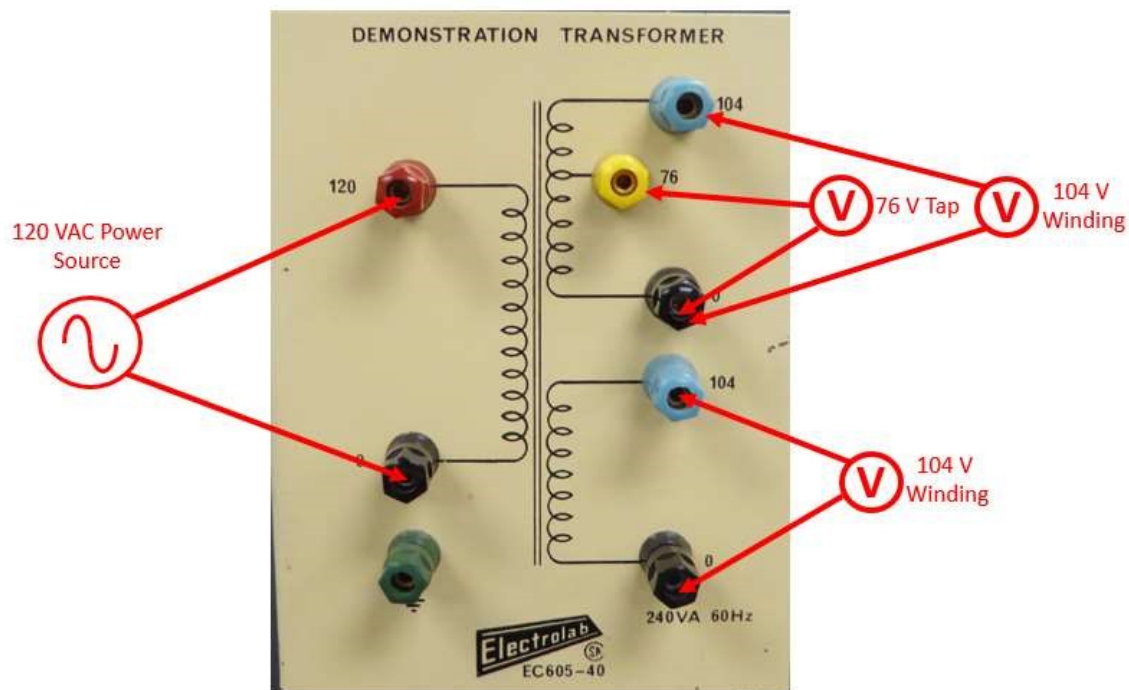 DEMONSTRATION TRANSFORMER
104
120
76
76 V Tap
104 V
Winding
120 VAC Power
Source
V
V
0
104
0
104 V
Winding
V
0
240VA 60Hz
Electrolab
SA
EC605-40